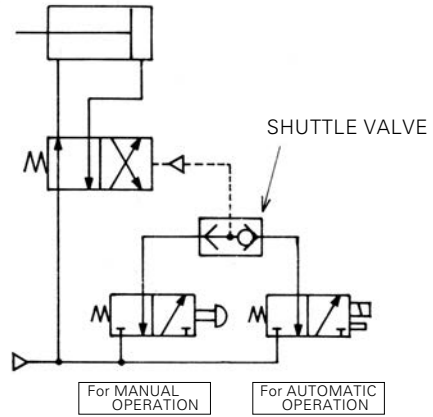 SHUTTLE VALVE
For MANUAL
OPERATION
For AUTOMATIC
OPERATION